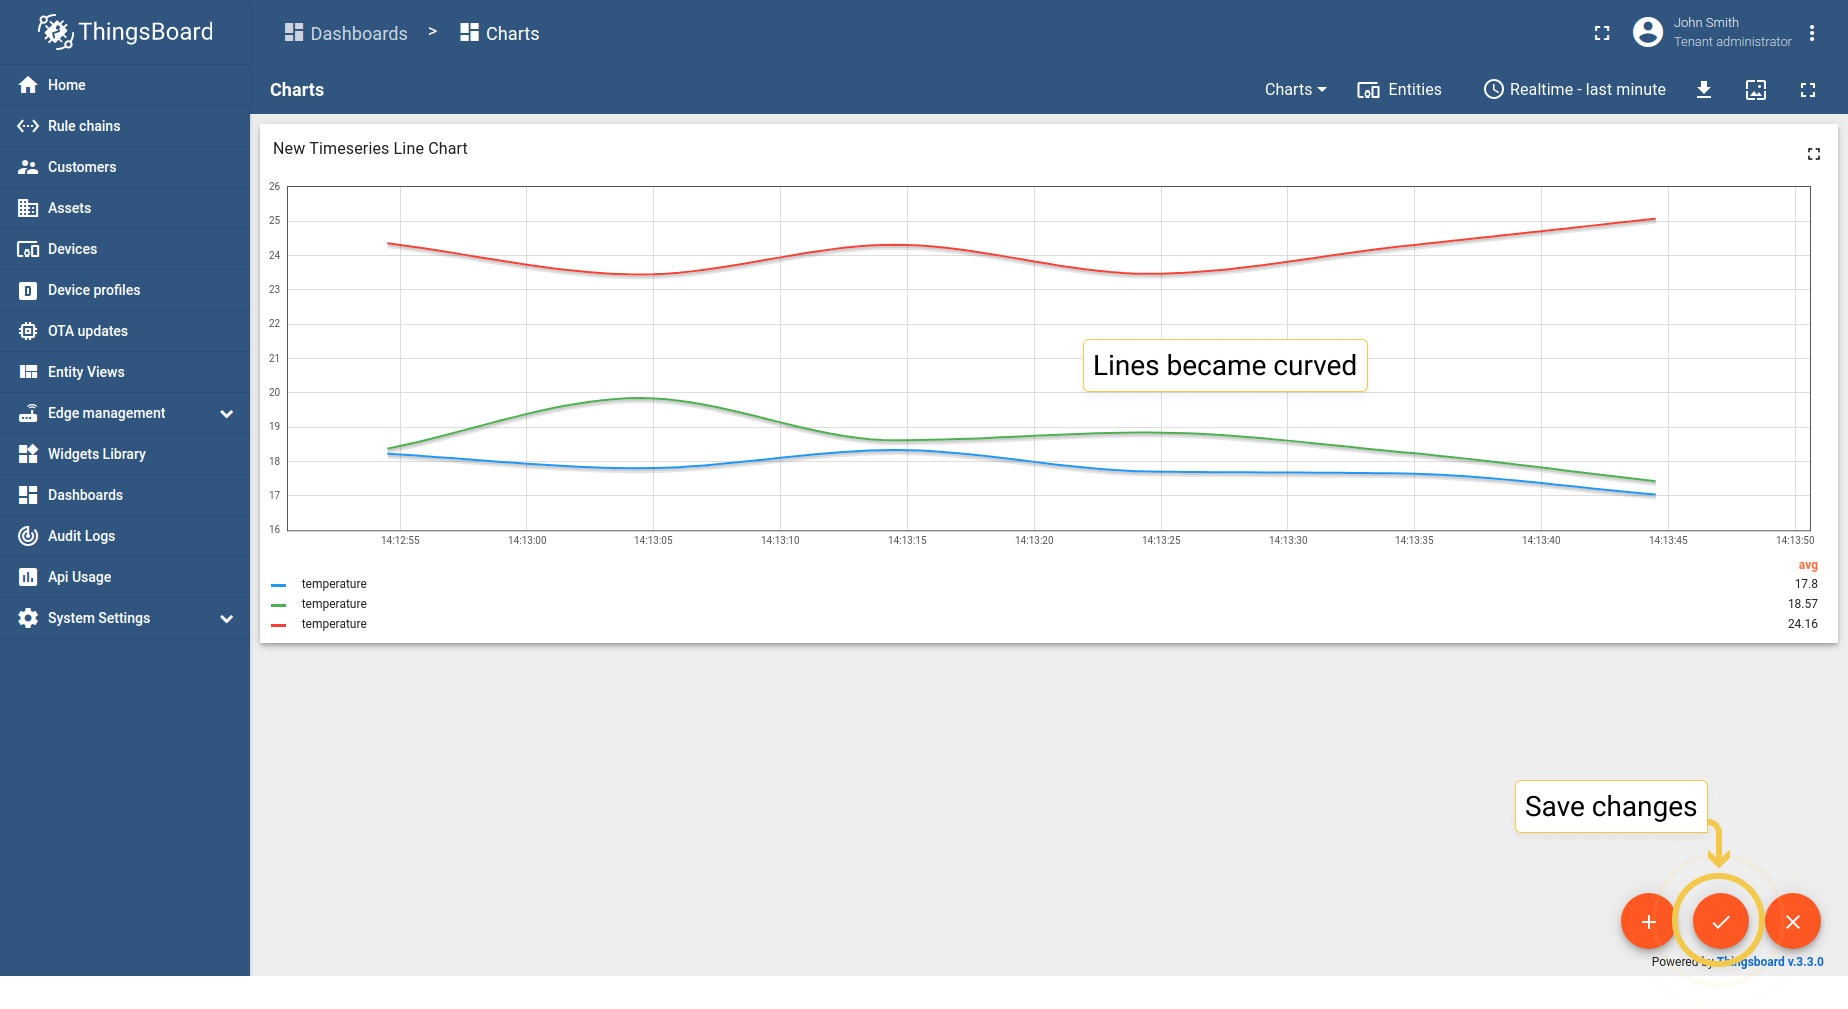 ThingsBoard
Dashboards > Charts
John Smith
Tenant administrator
Home
Rule chains
Customers
Assets
Devices
Device profiles
OTA updates
Entity Views
Edge management
Widgets Library
Dashboards
Audit Logs
Api Usage
System Settings
Charts
Charts Entities Realtime - last minute
New Timeseries Line Chart
26
25
24
23
22
21
20
19
18
17
16
Lines became curved
14:12:55 14:13:00 14:13:05 14:13:10 14:13:15 14:13:20 14:13:25 14:13:30 14:13:35 14:13:40 14:13:45 14:13:50
avg
temperature 17.8
temperature 18.57
temperature 24.16
Save changes
Powered by Thingsboard v.3.3.0